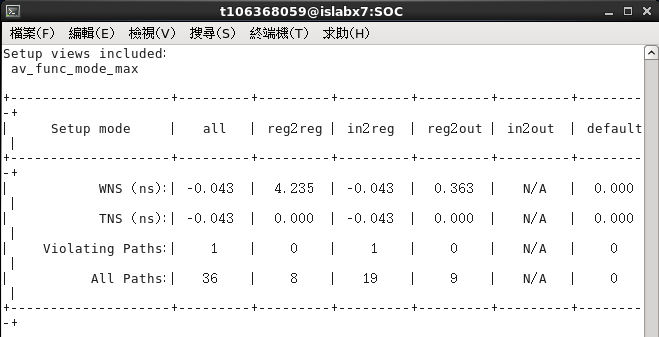 t106368059@islabx7:SOC
檔案(F) 編輯(E) 檢視(V) 搜尋(S) 終端機(T) 求助(H)
Setup views included:
 av_func_mode_max

+--------------------+---------+---------+---------+---------+---------+--------
-+
|     Setup mode     |   all   | reg2reg | in2reg  | reg2out | in2out  | default
 |
+--------------------+---------+---------+---------+---------+---------+--------
-+
|           WNS (ns):| -0.043  |  4.235  | -0.043  |  0.363  |   N/A   |  0.000
 |
|           TNS (ns):| -0.043  |  0.000  | -0.043  |  0.000  |   N/A   |  0.000
 |
|    Violating Paths:|    1    |    0    |    1    |    0    |   N/A   |    0
 |
|          All Paths:|   36    |    8    |   19    |    9    |   N/A   |    0
 |
+--------------------+---------+---------+---------+---------+---------+--------
-+